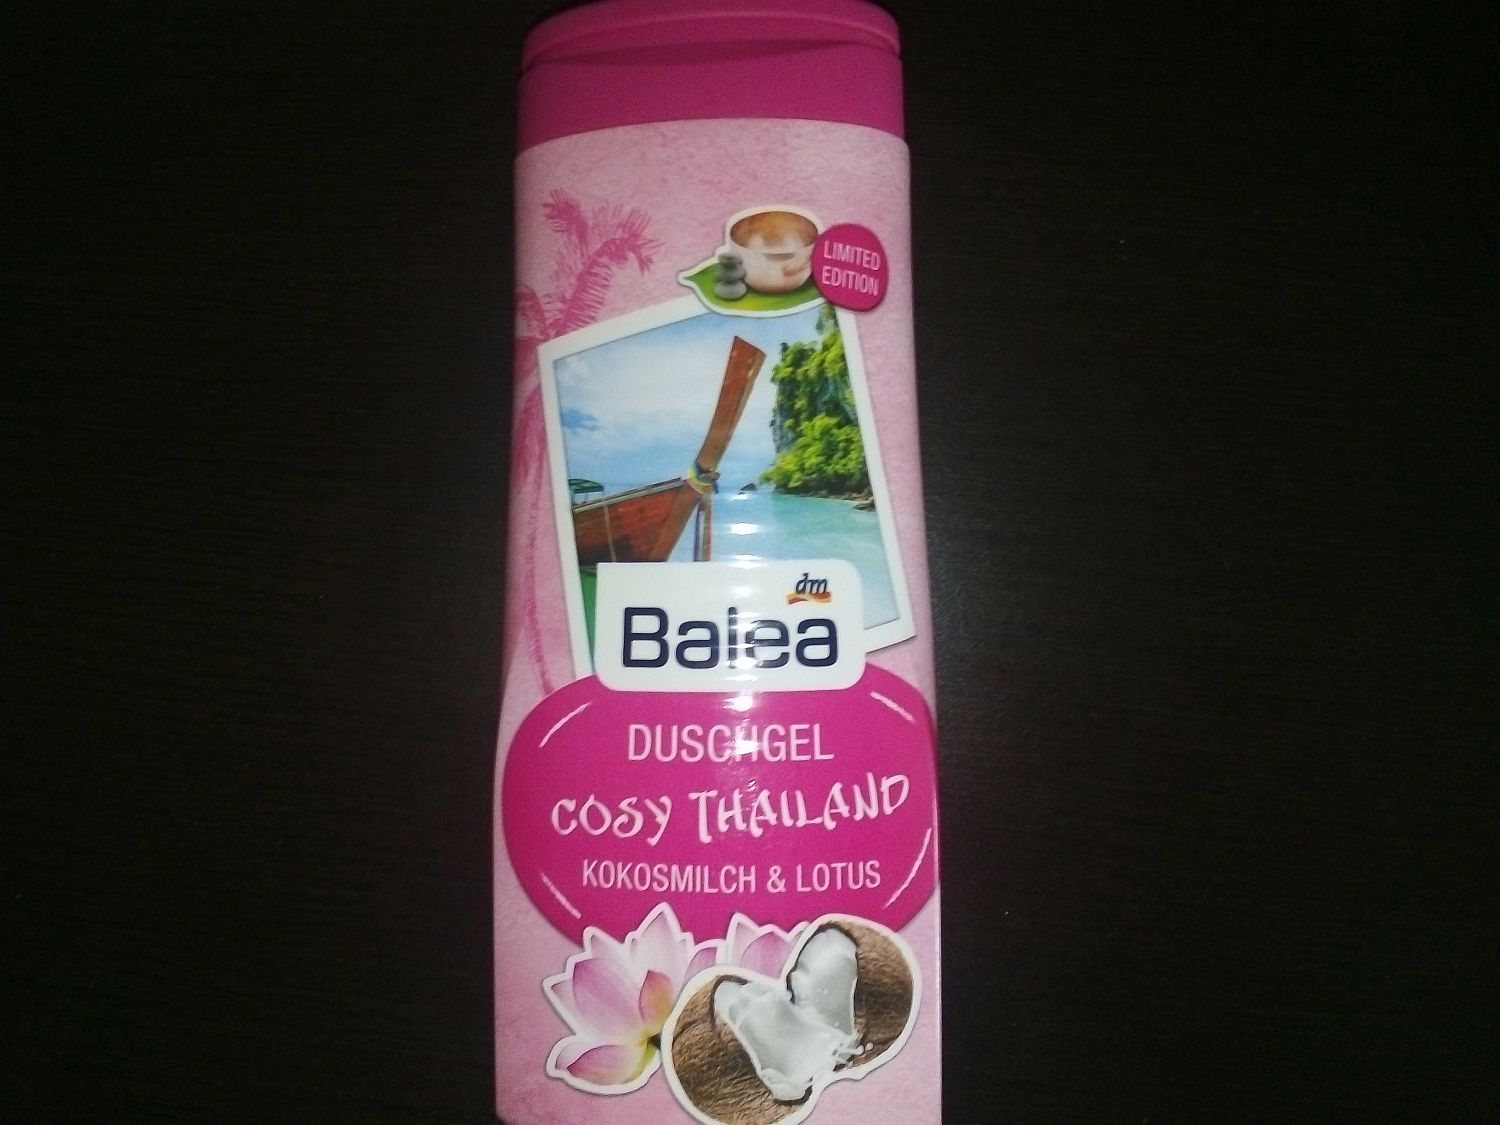 LIMITED
EDITION
dm
Balea
DUSCHGEL
COSY THAILAND
KOKOSMILCH & LOTUS